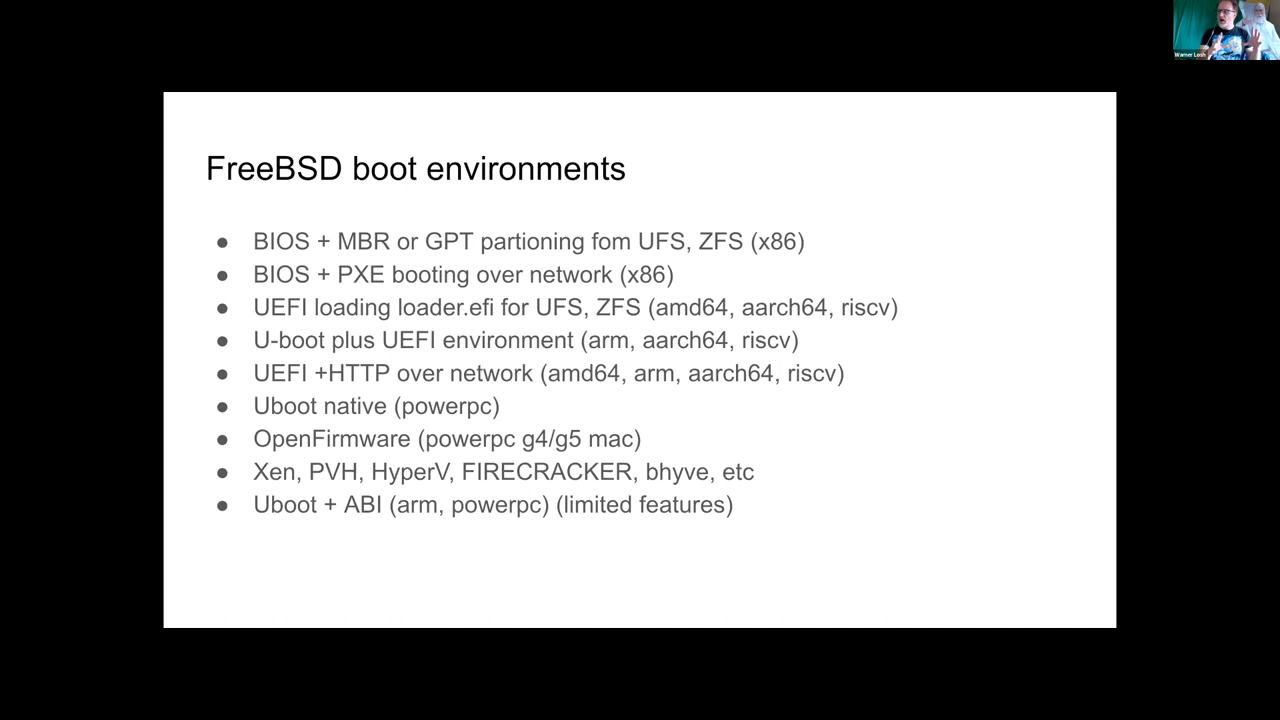 Warner Losh
FreeBSD boot environments
● BIOS + MBR or GPT partioning fom UFS, ZFS (x86)
● BIOS + PXE booting over network (x86)
● UEFI loading loader.efi for UFS, ZFS (amd64, aarch64, riscv)
● U-boot plus UEFI environment (arm, aarch64, riscv)
● UEFI +HTTP over network (amd64, arm, aarch64, riscv)
● Uboot native (powerpc)
● OpenFirmware (powerpc g4/g5 mac)
● Xen, PVH, HyperV, FIRECRACKER, bhyve, etc
● Uboot + ABI (arm, powerpc) (limited features)